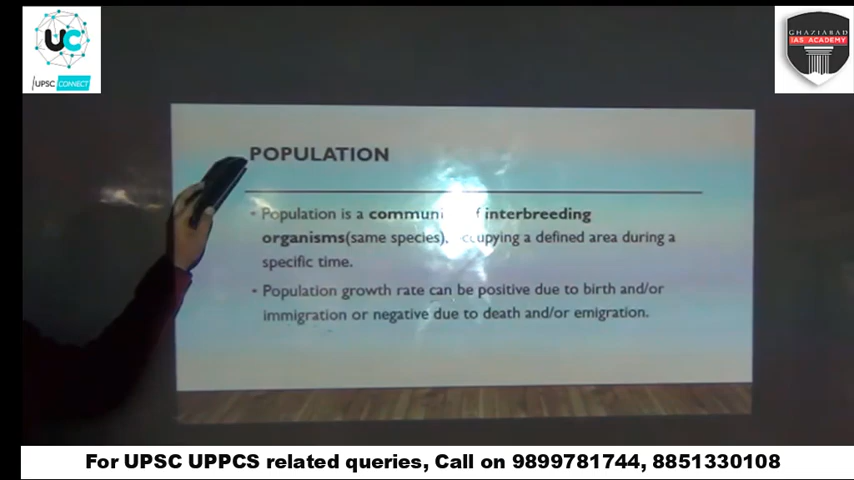 UC
UPSC CONNECT
GHAZIABAD
IAS ACADEMY
POPULATION
• Population is a communi f interbreeding
organisms(same species), cupying a defined area during a
specific time.
• Population growth rate can be positive due to birth and/or
immigration or negative due to death and/or emigration.
For UPSC UPPCS related queries, Call on 9899781744, 8851330108